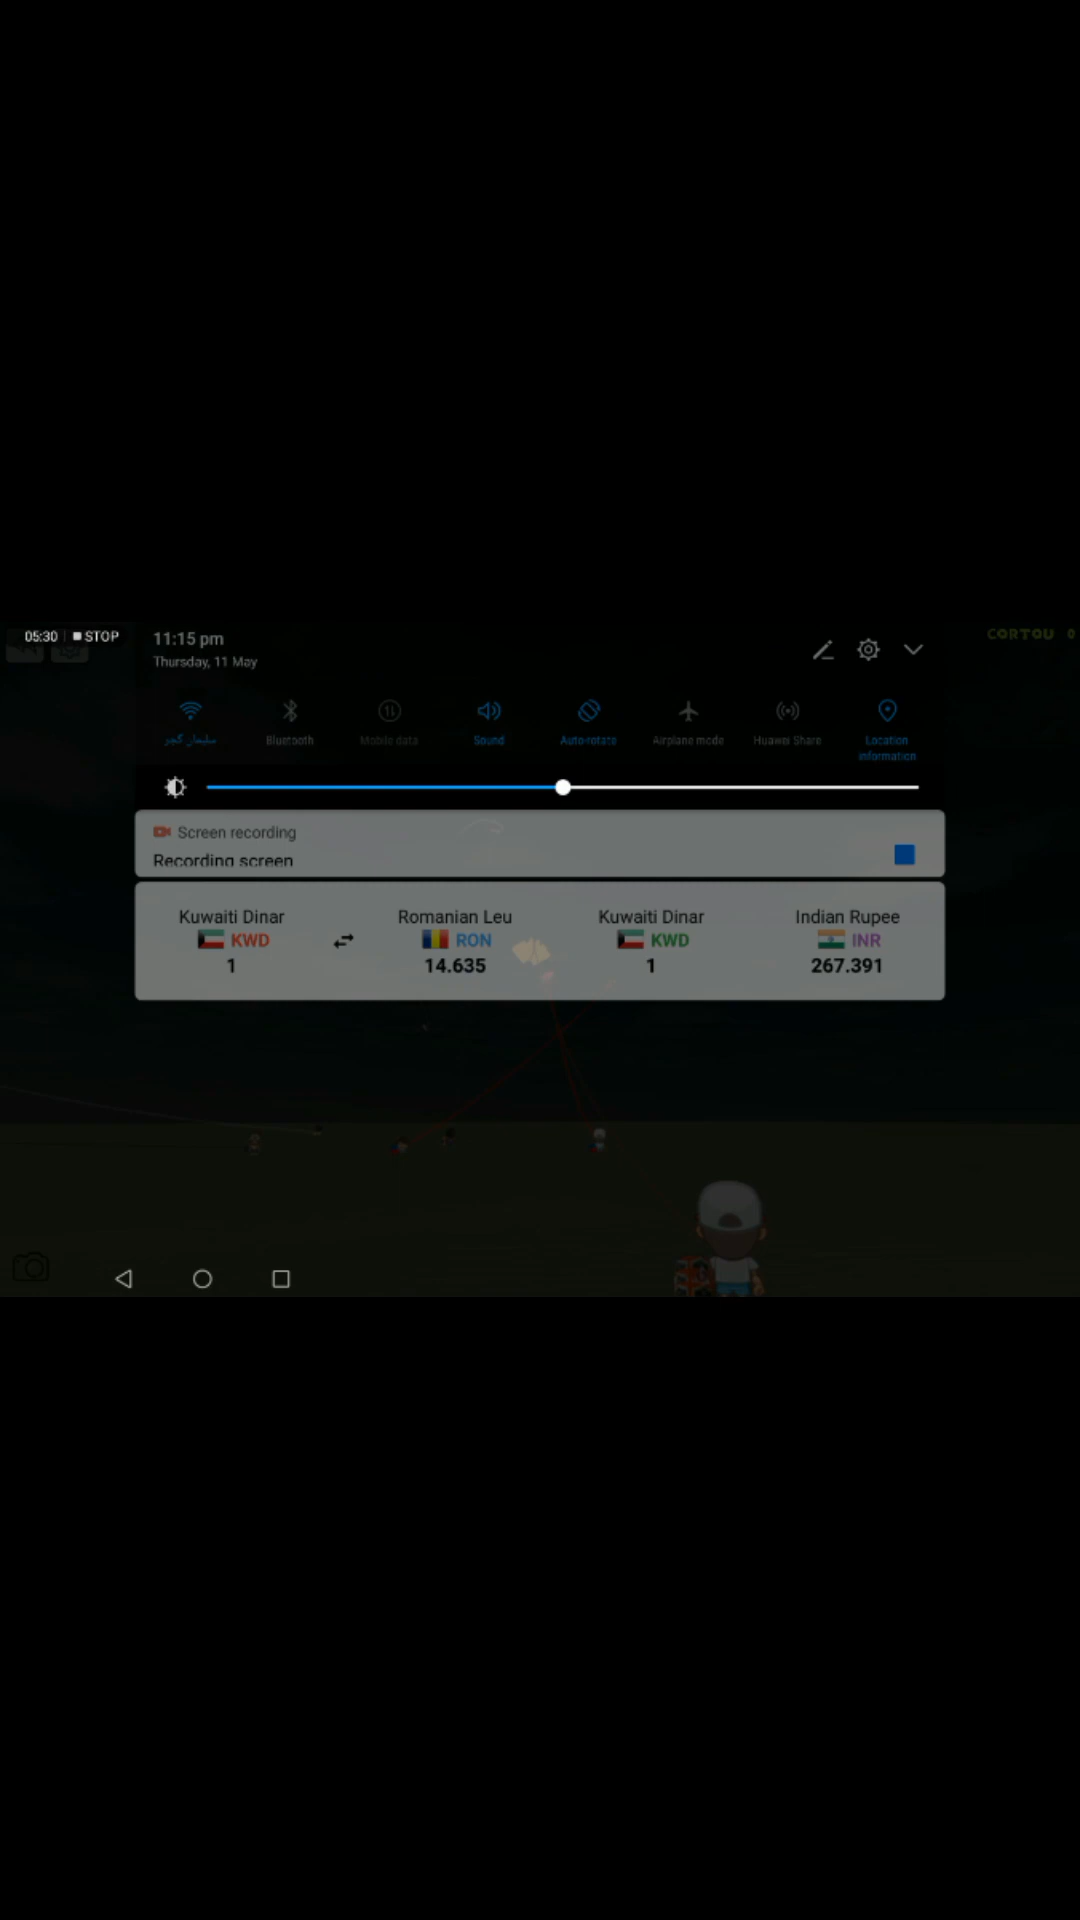 05:30 STOP
11:15 pm
Thursday, 11 May
CORTOU 0
Bluetooth
Mobile data
Sound
Auto-rotate
Airplane mode
Huawei Share
Location
information
Screen recording
Recording screen
Kuwaiti Dinar Romanian Leu Kuwaiti Dinar Indian Rupee
KWD RON KWD INR
1 14.635 1 267.391